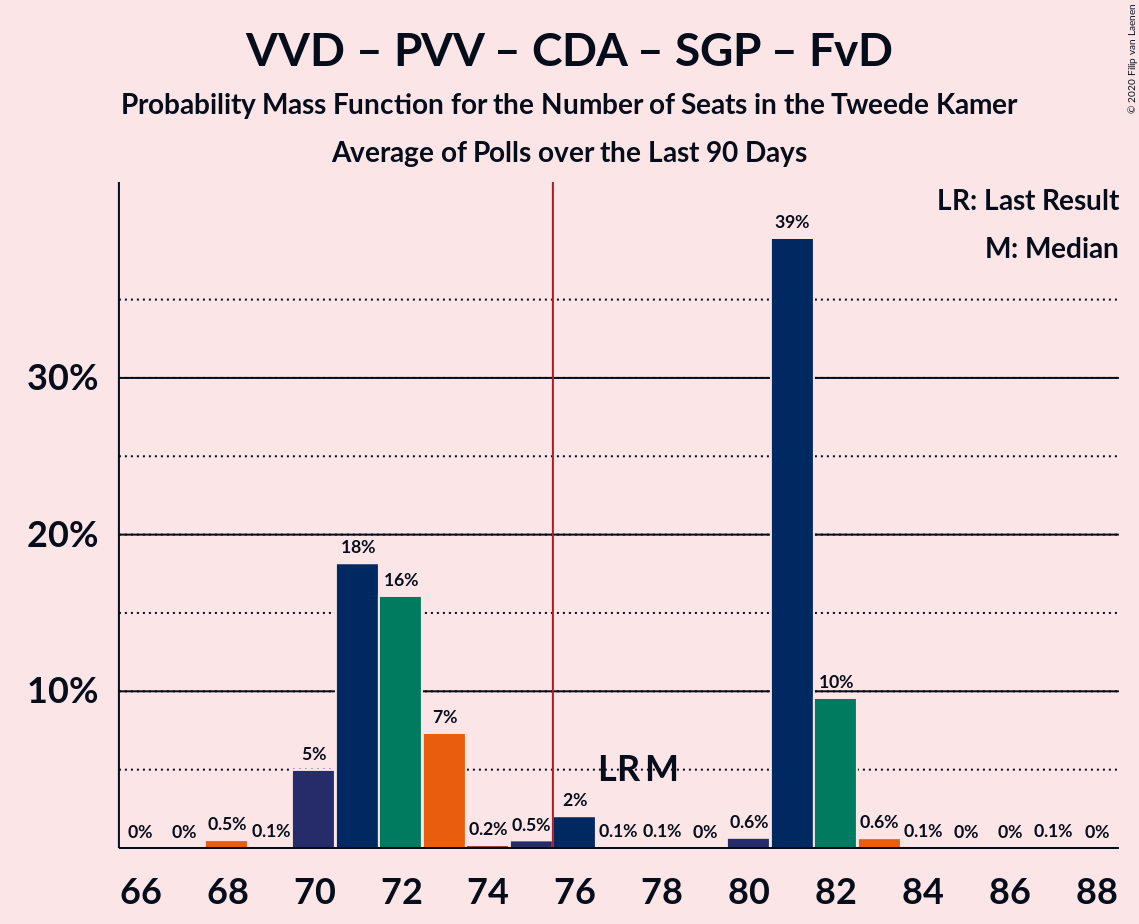 VVD – PVV – CDA – SGP – FvD
Probability Mass Function for the Number of Seats in the Tweede Kamer
Average of Polls over the Last 90 Days
© 2020 Filip van Laenen
LR: Last Result
M: Median
39%
30%
20%
18%
16%
10%
10%
7%
5%
LR M
2%
0% 0% 0.5% 0.1% 0.2% 0.5% 0.1% 0.1% 0% 0.6% 0.6% 0.1% 0% 0% 0.1% 0%
66 68 70 72 74 76 78 80 82 84 86 88